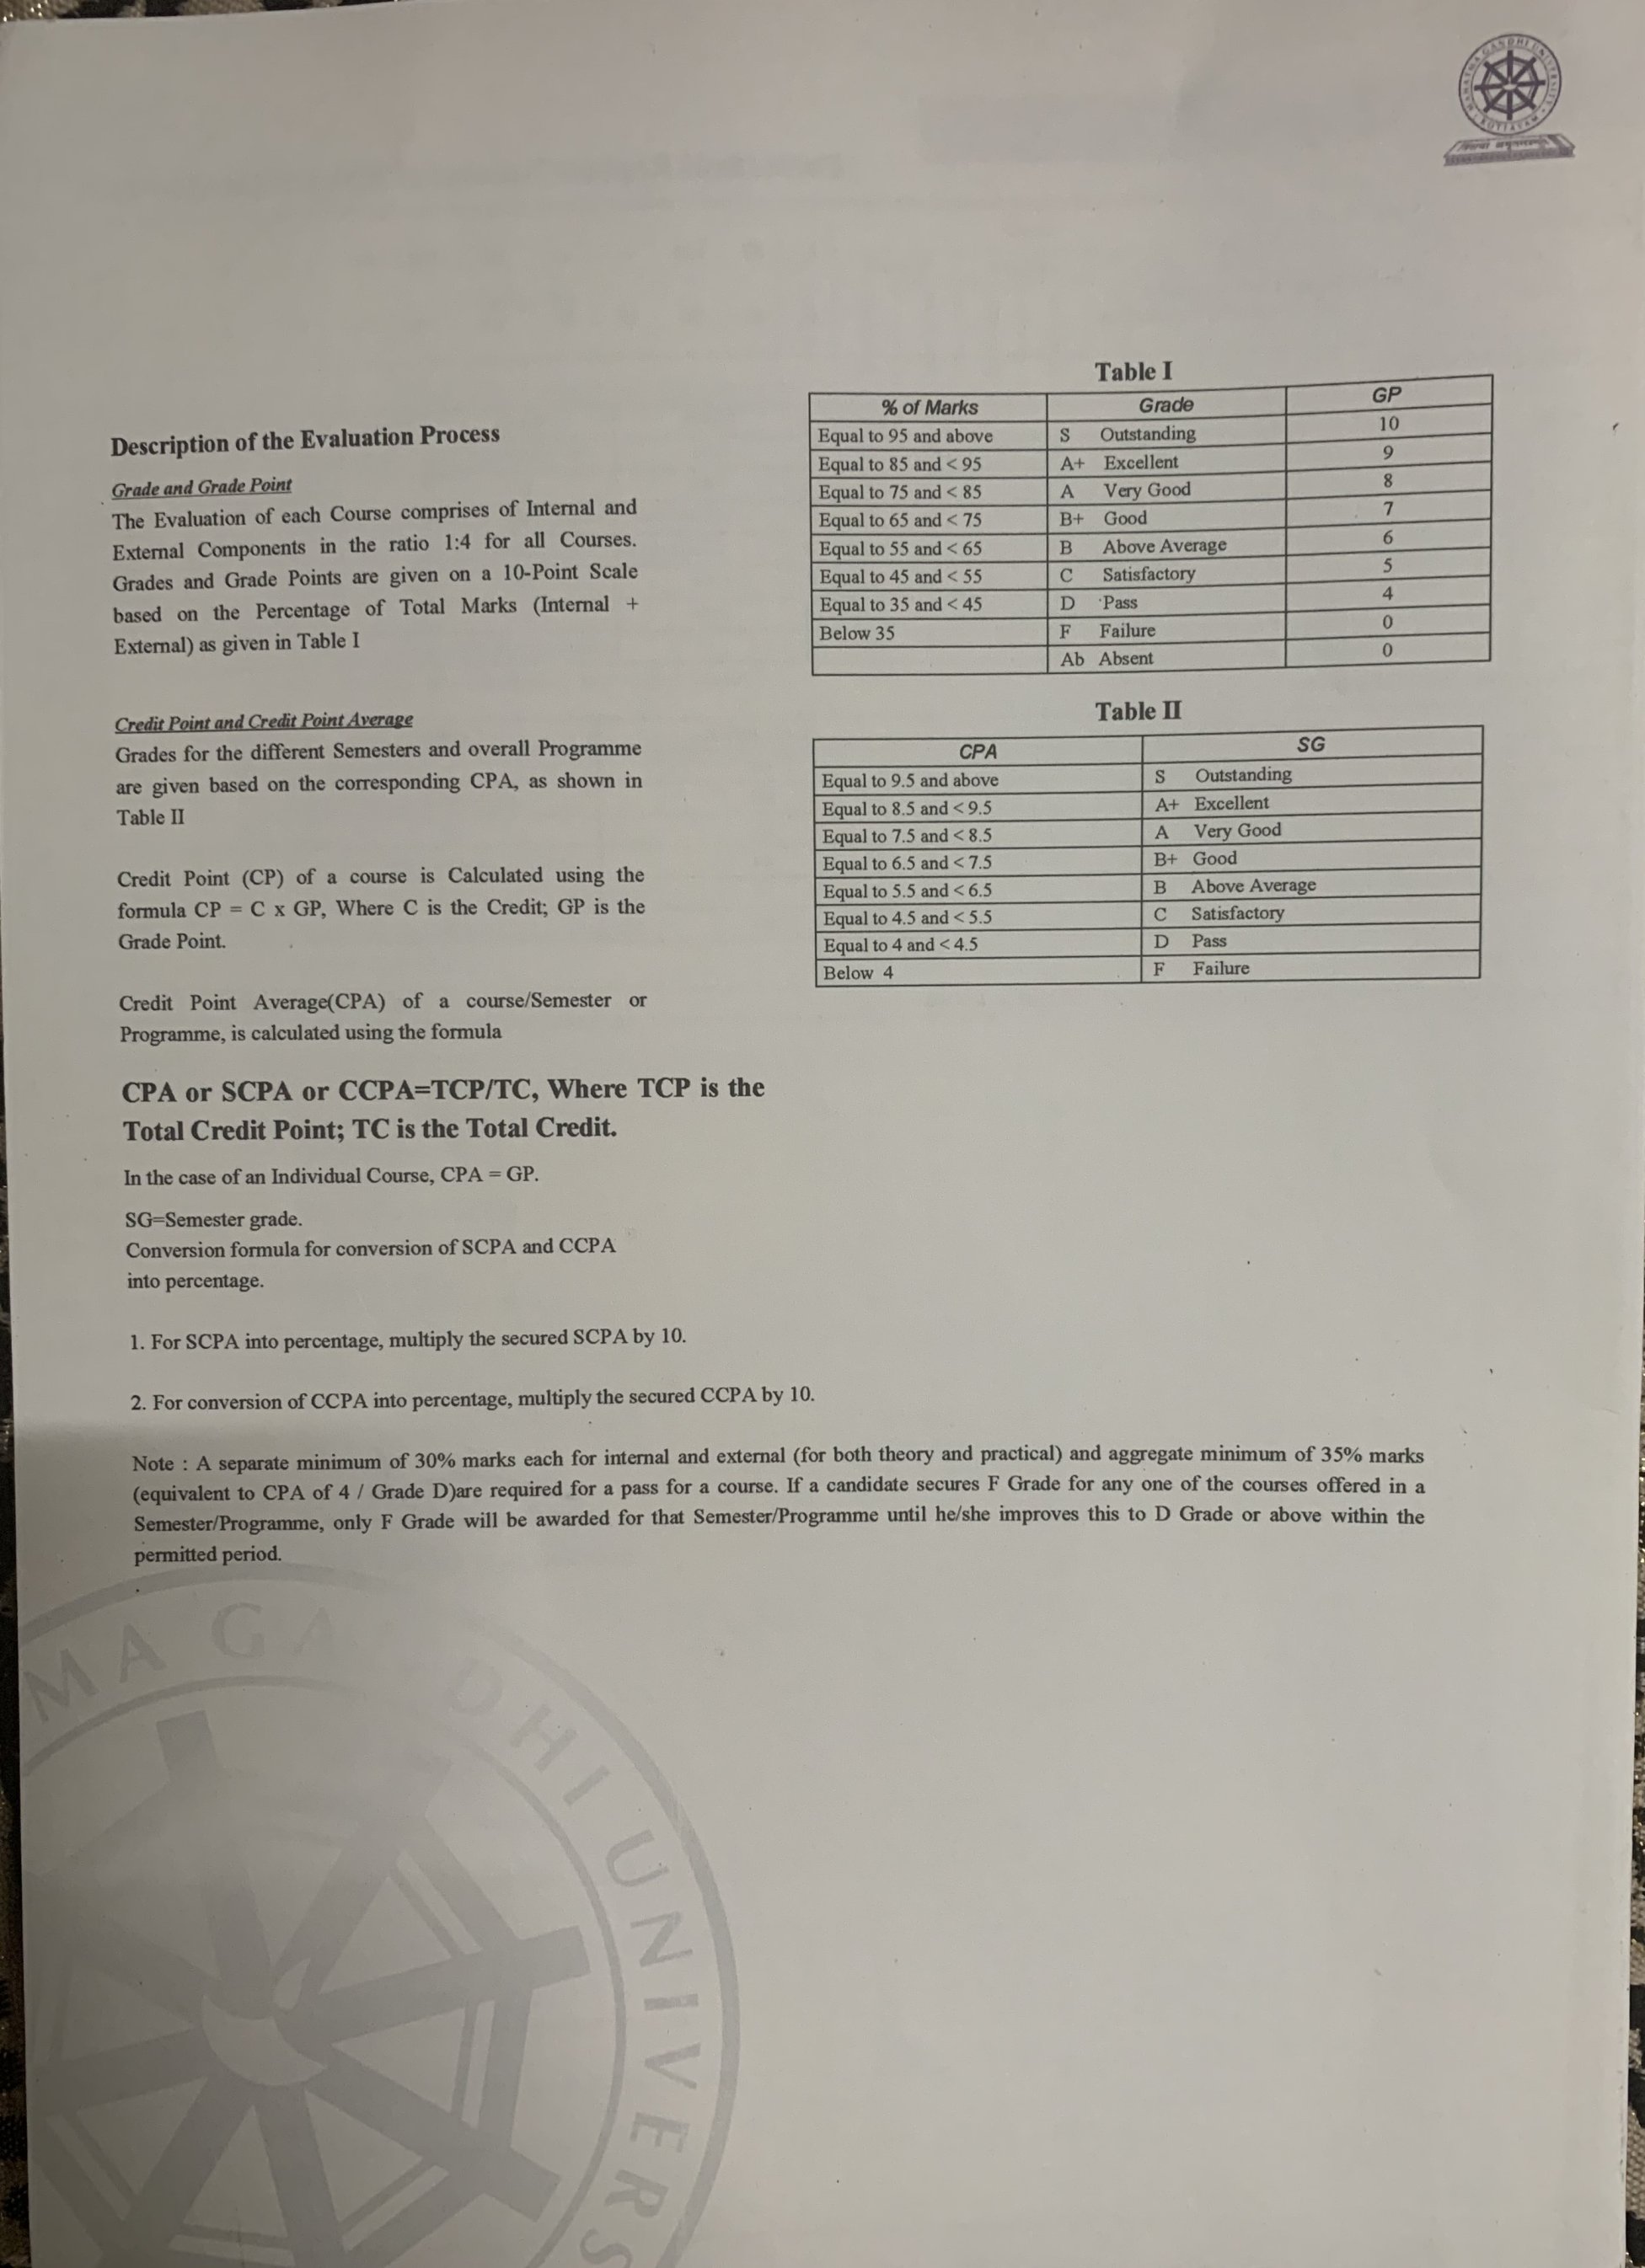 MAHATMA GANDHI UNIVERSITY
KOTTAYAM
Description of the Evaluation Process
Grade and Grade Point
The Evaluation of each Course comprises of Internal and
External Components in the ratio 1:4 for all Courses.
Grades and Grade Points are given on a 10-Point Scale
based on the Percentage of Total Marks (Internal +
External) as given in Table I
Credit Point and Credit Point Average
Grades for the different Semesters and overall Programme
are given based on the corresponding CPA, as shown in
Table II
Credit Point (CP) of a course is Calculated using the
formula CP = C x GP, Where C is the Credit; GP is the
Grade Point.
Credit Point Average(CPA) of a course/Semester or
Programme, is calculated using the formula
Table I
% of Marks Grade GP
Equal to 95 and above S Outstanding 10
Equal to 85 and < 95 A+ Excellent 9
Equal to 75 and < 85 A Very Good 8
Equal to 65 and < 75 B+ Good 7
Equal to 55 and < 65 B Above Average 6
Equal to 45 and < 55 C Satisfactory 5
Equal to 35 and < 45 D Pass 4
Below 35 F Failure 0
Ab Absent 0
Table II
CPA SG
Equal to 9.5 and above S Outstanding
Equal to 8.5 and < 9.5 A+ Excellent
Equal to 7.5 and < 8.5 A Very Good
Equal to 6.5 and < 7.5 B+ Good
Equal to 5.5 and < 6.5 B Above Average
Equal to 4.5 and < 5.5 C Satisfactory
Equal to 4 and < 4.5 D Pass
Below 4 F Failure
CPA or SCPA or CCPA=TCP/TC, Where TCP is the
Total Credit Point; TC is the Total Credit.
In the case of an Individual Course, CPA = GP.
SG=Semester grade.
Conversion formula for conversion of SCPA and CCPA
into percentage.
1. For SCPA into percentage, multiply the secured SCPA by 10.
2. For conversion of CCPA into percentage, multiply the secured CCPA by 10.
Note : A separate minimum of 30% marks each for internal and external (for both theory and practical) and aggregate minimum of 35% marks
(equivalent to CPA of 4 / Grade D)are required for a pass for a course. If a candidate secures F Grade for any one of the courses offered in a
Semester/Programme, only F Grade will be awarded for that Semester/Programme until he/she improves this to D Grade or above within the
permitted period.
MA GANDHI UNIVERS